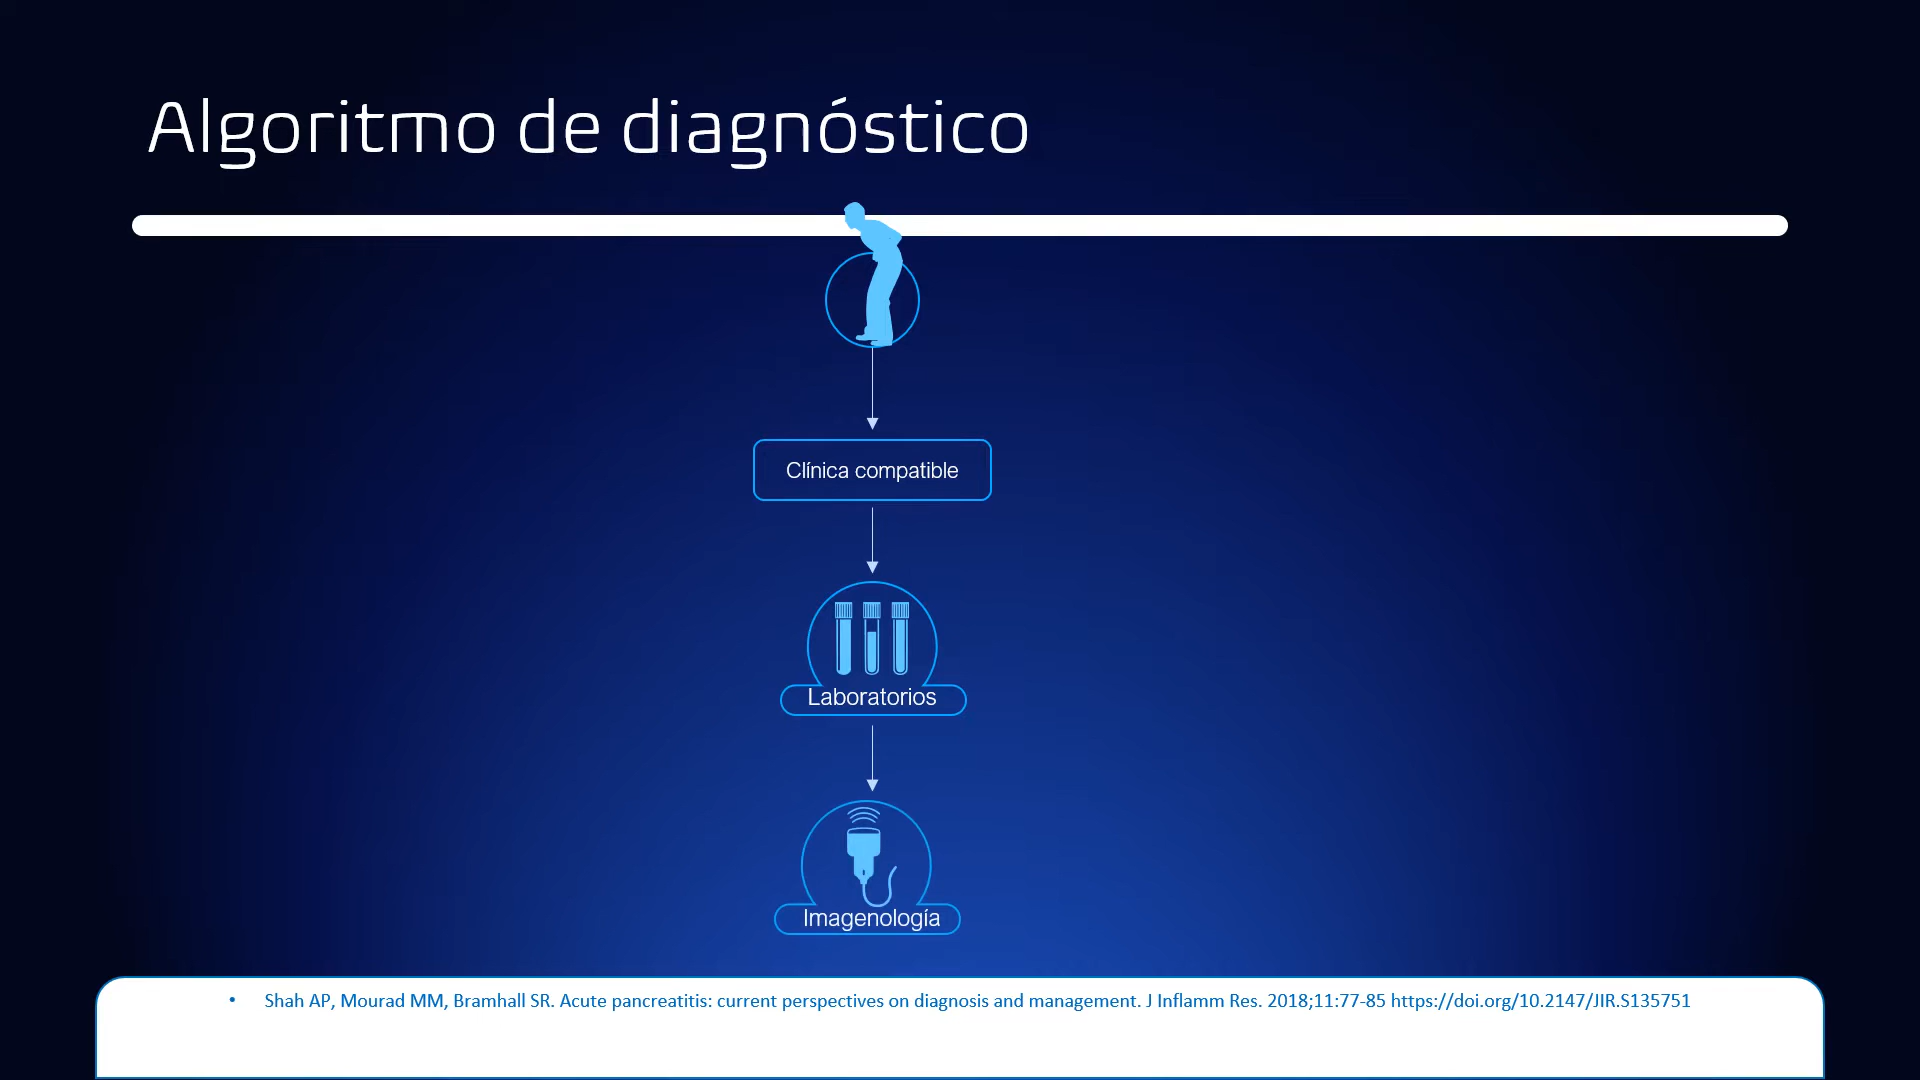 Algoritmo de diagnóstico
Clínica compatible
Laboratorios
Imagenología
• Shah AP, Mourad MM, Bramhall SR. Acute pancreatitis: current perspectives on diagnosis and management. J Inflamm Res. 2018;11:77-85 https://doi.org/10.2147/JIR.S135751